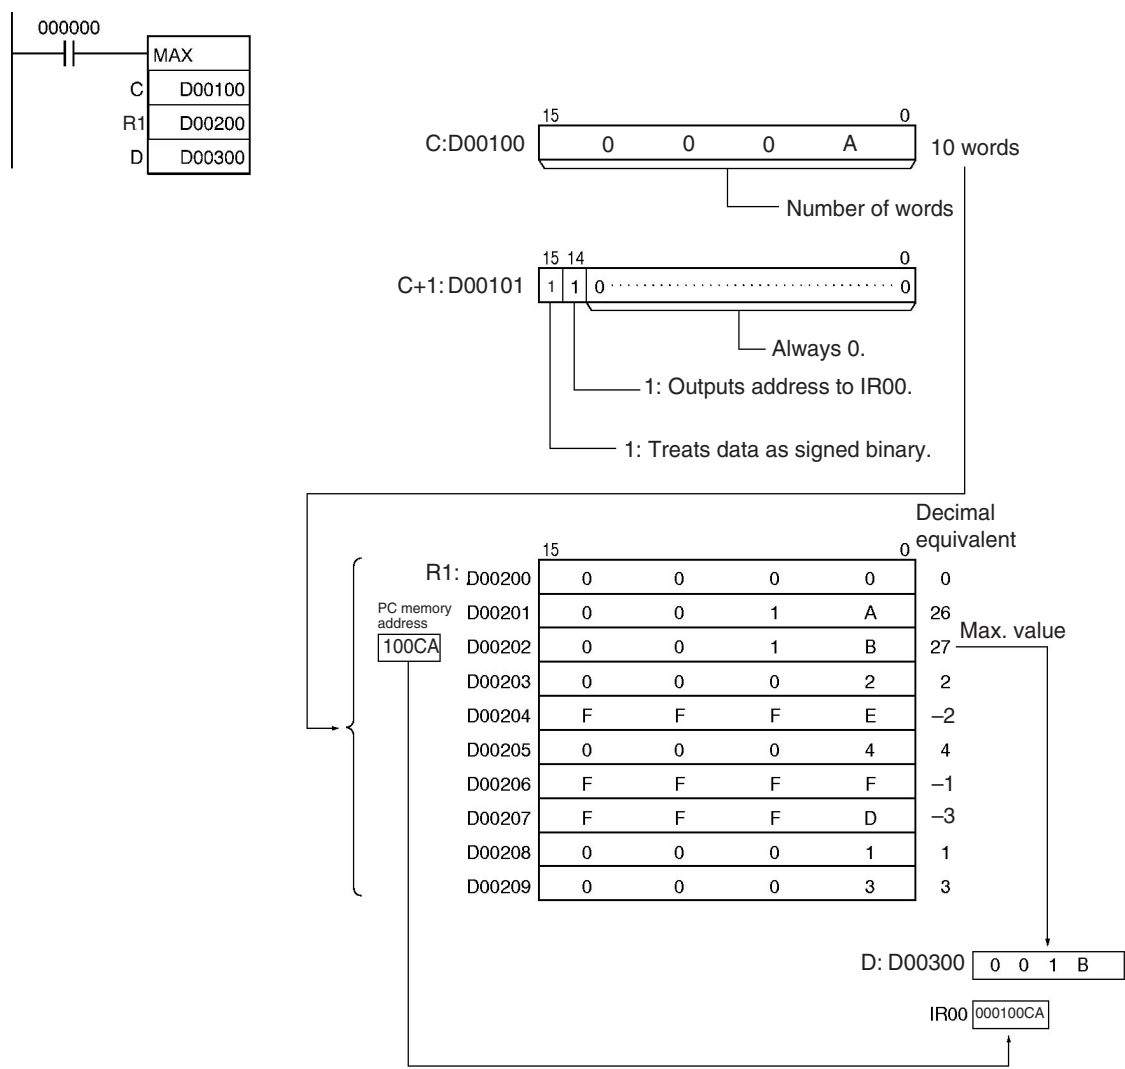 000000
MAX
C D00100
R1 D00200
D D00300
15 0
C:D00100 0 0 0 A 10 words
Number of words
15 14 0
C+1: D00101 1 1 0 ································ 0
Always 0.
1: Outputs address to IR00.
1: Treats data as signed binary.
Decimal
equivalent
15 0
R1: D00200 0 0 0 0 0
PC memory
address
100CA
D00201 0 0 1 A 26
Max. value
D00202 0 0 1 B 27
D00203 0 0 0 2 2
D00204 F F F E –2
D00205 0 0 0 4 4
D00206 F F F F –1
D00207 F F F D –3
D00208 0 0 0 1 1
D00209 0 0 0 3 3
D: D00300 0 0 1 B
IR00 000100CA